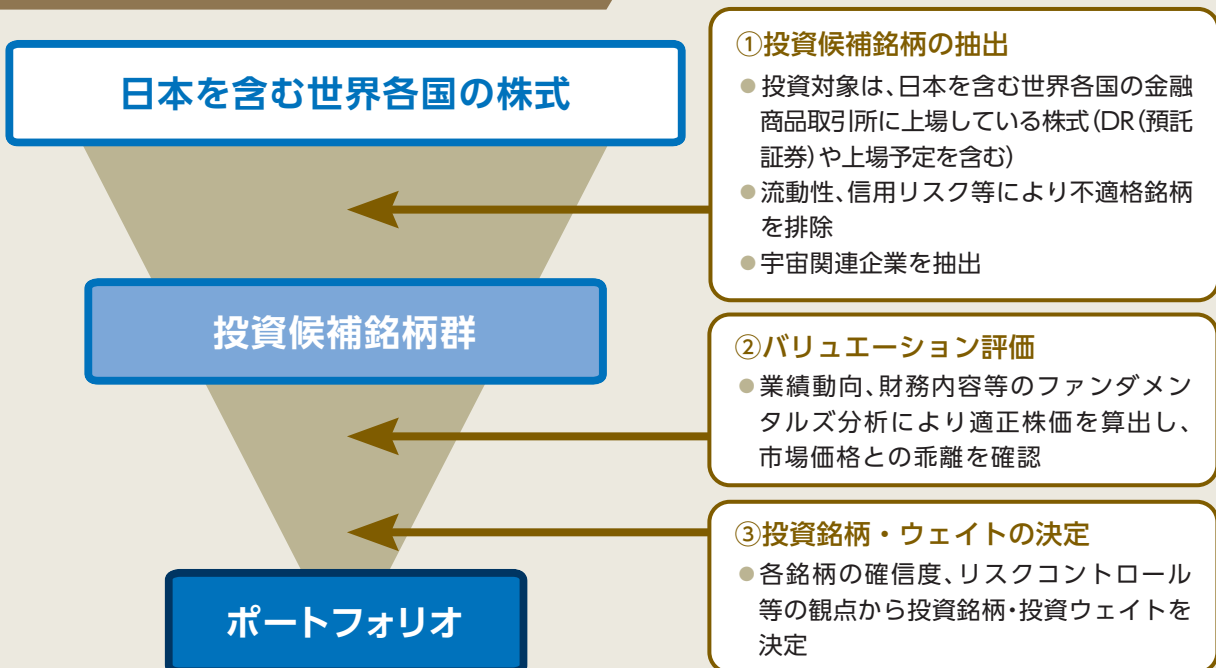 日本を含む世界各国の株式
①投資候補銘柄の抽出
●投資対象は、日本を含む世界各国の金融
商品取引所に上場している株式(DR(預託
証券)や上場予定を含む)
●流動性、信用リスク等により不適格銘柄
を排除
●宇宙関連企業を抽出
投資候補銘柄群
②バリュエーション評価
●業績動向、財務内容等のファンダメン
タルズ分析により適正株価を算出し、
市場価格との乖離を確認
③投資銘柄・ウェイトの決定
●各銘柄の確信度、リスクコントロール
等の観点から投資銘柄・投資ウェイトを
決定
ポートフォリオ